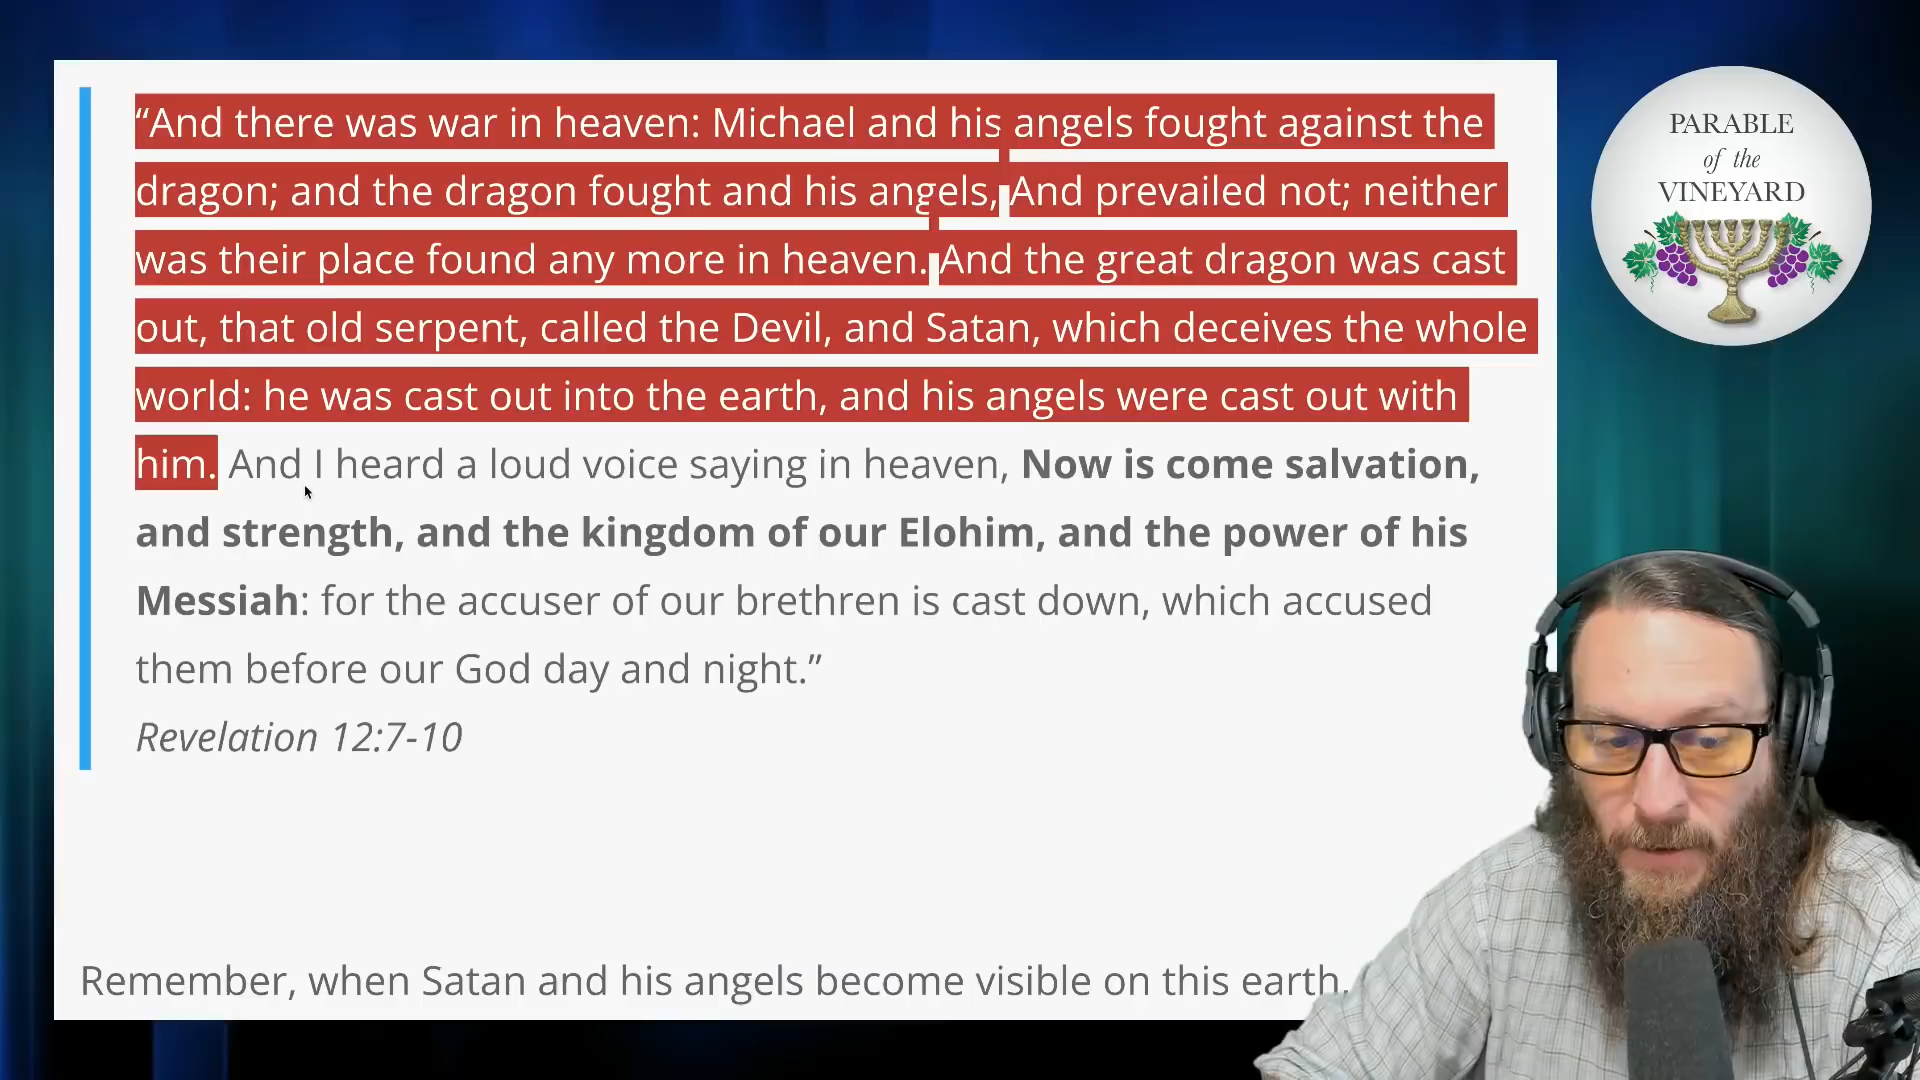 “And there was war in heaven: Michael and his angels fought against the
dragon; and the dragon fought and his angels, And prevailed not; neither
was their place found any more in heaven. And the great dragon was cast
out, that old serpent, called the Devil, and Satan, which deceives the whole
world: he was cast out into the earth, and his angels were cast out with
him. And I heard a loud voice saying in heaven, Now is come salvation,
and strength, and the kingdom of our Elohim, and the power of his
Messiah: for the accuser of our brethren is cast down, which accused
them before our God day and night.”
Revelation 12:7-10
Remember, when Satan and his angels become visible on this earth,
PARABLE
of the
VINEYARD